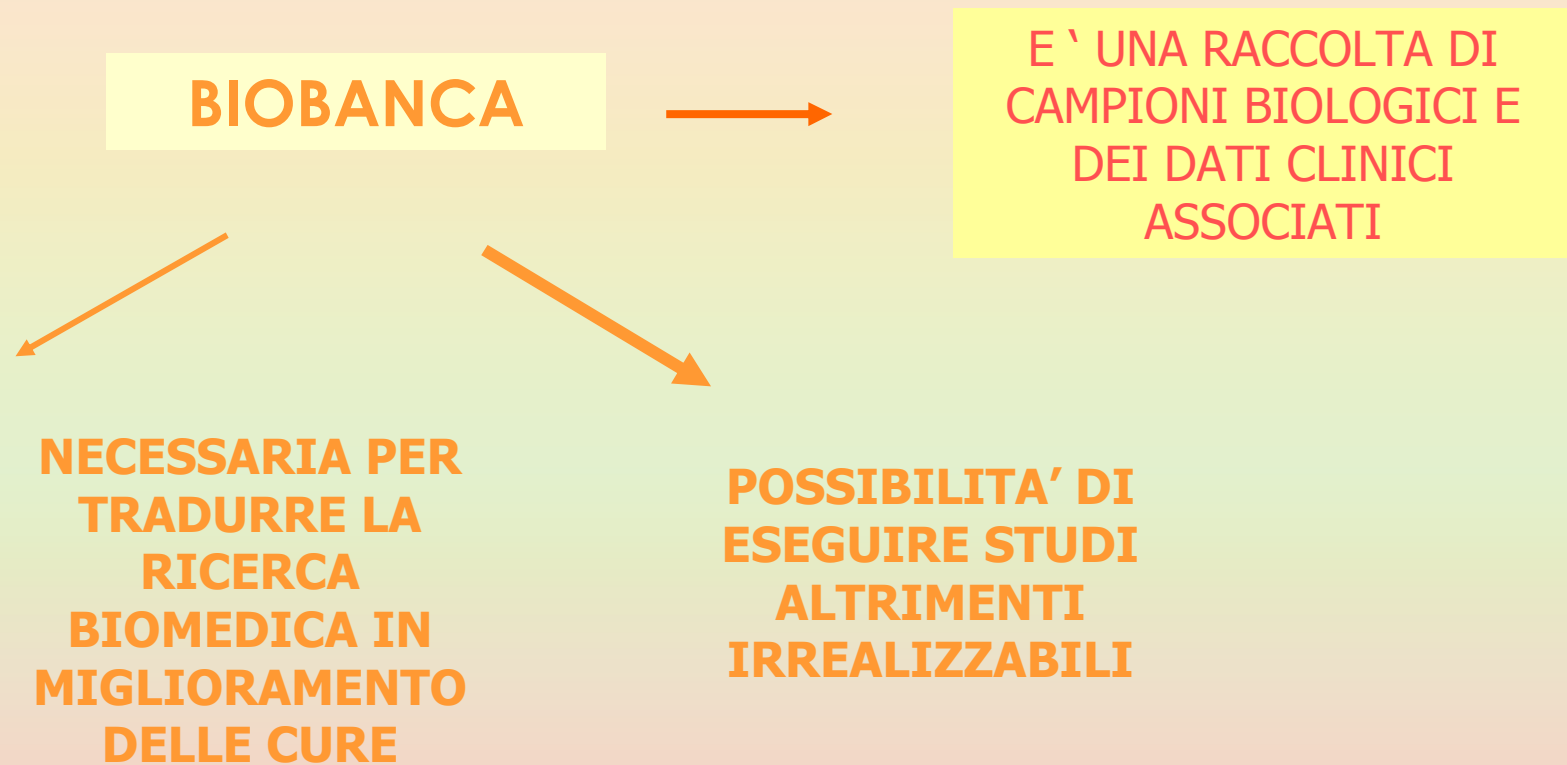 BIOBANCA
E ` UNA RACCOLTA DI
CAMPIONI BIOLOGICI E
DEI DATI CLINICI
ASSOCIATI
NECESSARIA PER
TRADURRE LA
RICERCA
BIOMEDICA IN
MIGLIORAMENTO
DELLE CURE
POSSIBILITA’ DI
ESEGUIRE STUDI
ALTRIMENTI
IRREALIZZABILI